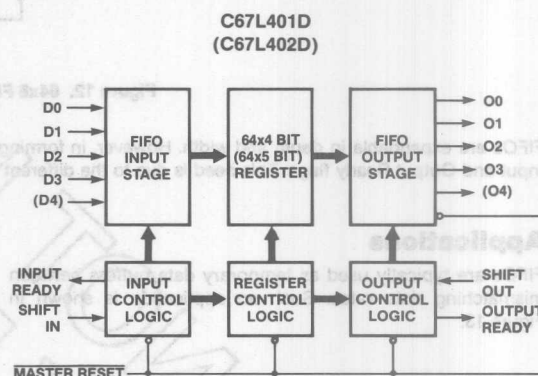 C67L401D
(C67L402D)
D0
D1
D2
D3
(D4)
FIFO
INPUT
STAGE
64x4 BIT
(64x5 BIT)
REGISTER
FIFO
OUTPUT
STAGE
O0
O1
O2
O3
(O4)
INPUT
READY
SHIFT
IN
INPUT
CONTROL
LOGIC
REGISTER
CONTROL
LOGIC
OUTPUT
CONTROL
LOGIC
SHIFT
OUT
OUTPUT
READY
MASTER RESET